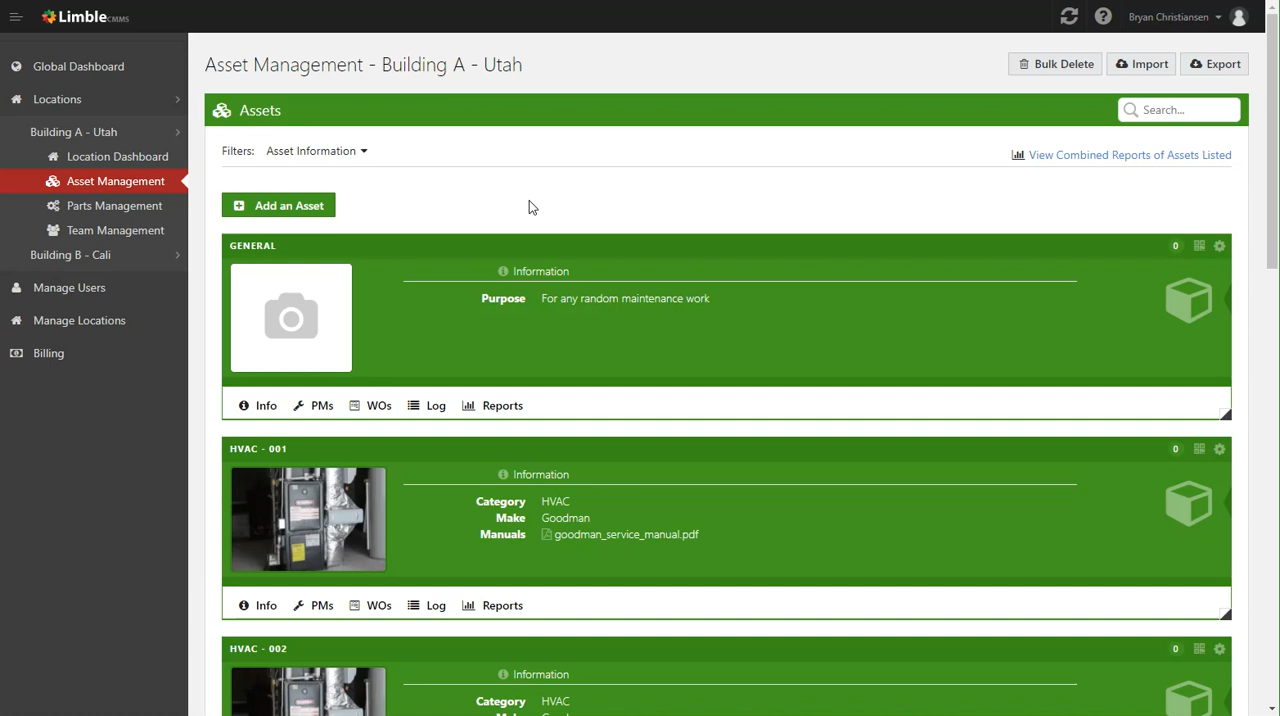 LimbleCMMS
Bryan Christiansen
Global Dashboard
Locations
Building A - Utah
Location Dashboard
Asset Management
Parts Management
Team Management
Building B - Cali
Manage Users
Manage Locations
Billing
Asset Management - Building A - Utah
Bulk Delete
Import
Export
Assets
Search...
Filters: Asset Information
View Combined Reports of Assets Listed
Add an Asset
GENERAL
0
Information
Purpose For any random maintenance work
Info PMs WOs Log Reports
HVAC - 001
0
Information
Category HVAC
Make Goodman
Manuals goodman_service_manual.pdf
Info PMs WOs Log Reports
HVAC - 002
0
Information
Category HVAC